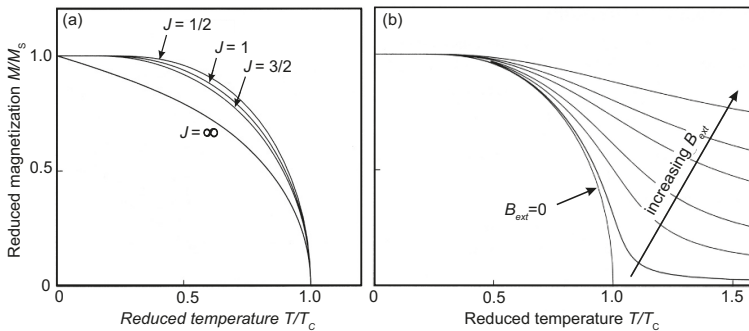 (a)
J = 1/2
J = 1
J = 3/2
J = ∞
1.0
0.5
0
0
0.5
1.0
Reduced magnetization M/Ms
Reduced temperature T/Tc
(b)
increasing Bext
Bext=0
0
0.5
1.0
1.5
Reduced temperature T/Tc